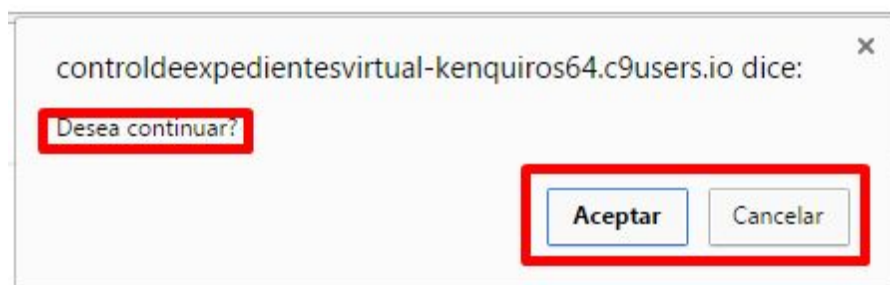 controldeexpedientesvirtual-kenquiros64.c9users.io dice:
Desea continuar?
Aceptar Cancelar